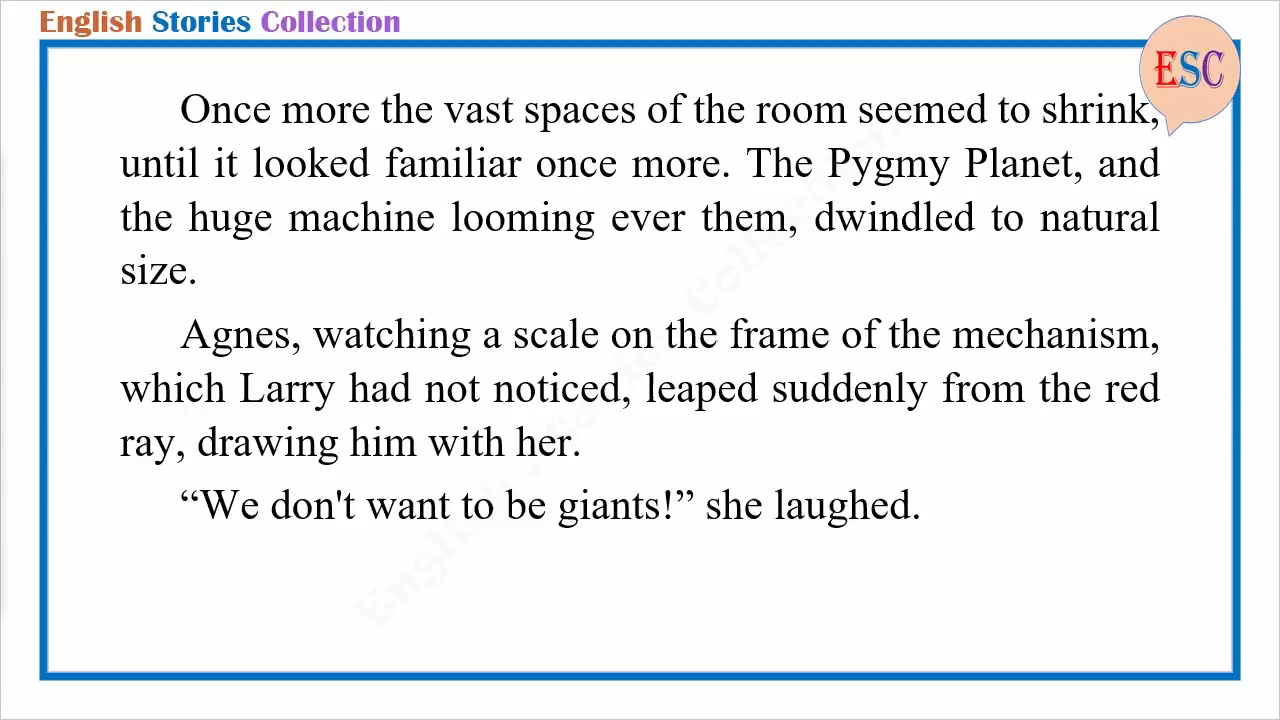 English Stories Collection
ESC
Once more the vast spaces of the room seemed to shrink,
until it looked familiar once more. The Pygmy Planet, and
the huge machine looming ever them, dwindled to natural
size.
Agnes, watching a scale on the frame of the mechanism,
which Larry had not noticed, leaped suddenly from the red
ray, drawing him with her.
“We don't want to be giants!” she laughed.
English Stories Collection